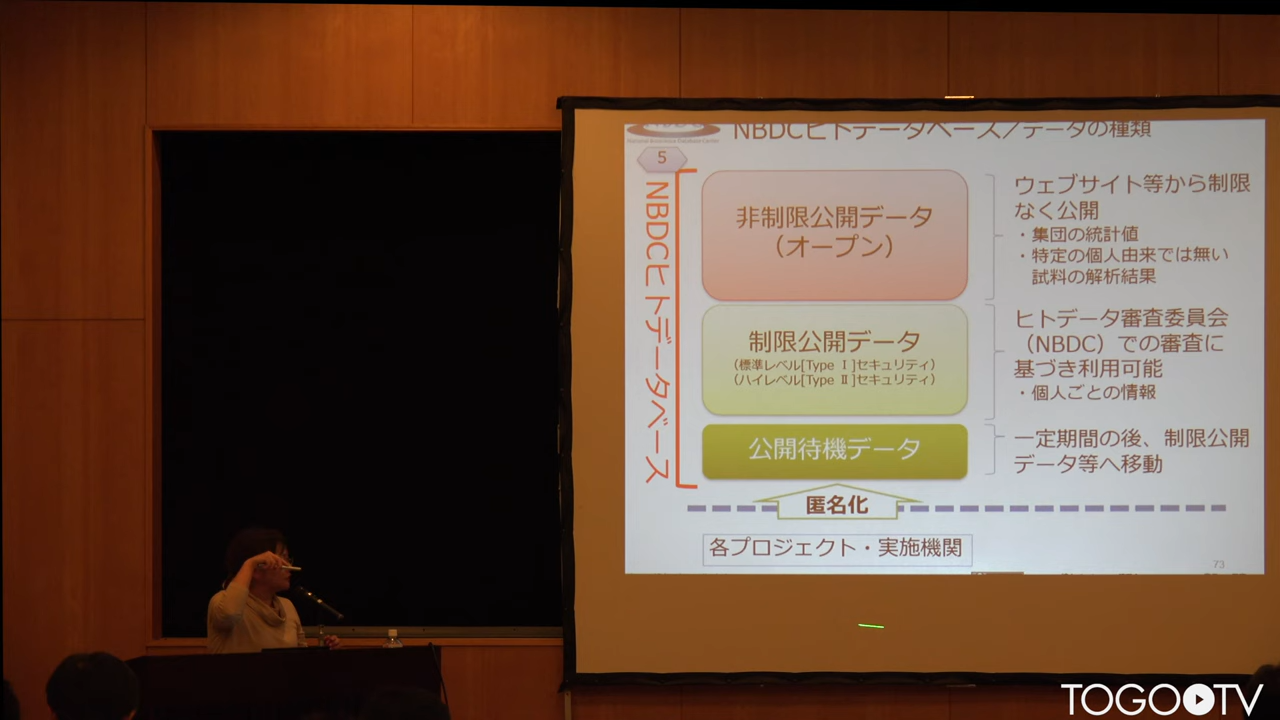 NBDCヒトデータベース／データの種類
National Bioscience Database Center
5
NBDCヒトデータベース
非制限公開データ
（オープン）
ウェブサイト等から制限
なく公開
・集団の統計値
・特定の個人由来では無い
試料の解析結果
制限公開データ
（標準レベル[Type Ⅰ]セキュリティ）
（ハイレベル[Type Ⅱ]セキュリティ）
ヒトデータ審査委員会
（NBDC）での審査に
基づき利用可能
・個人ごとの情報
公開待機データ
一定期間の後、制限公開
データ等へ移動
匿名化
各プロジェクト・実施機関
73
TOGOTV